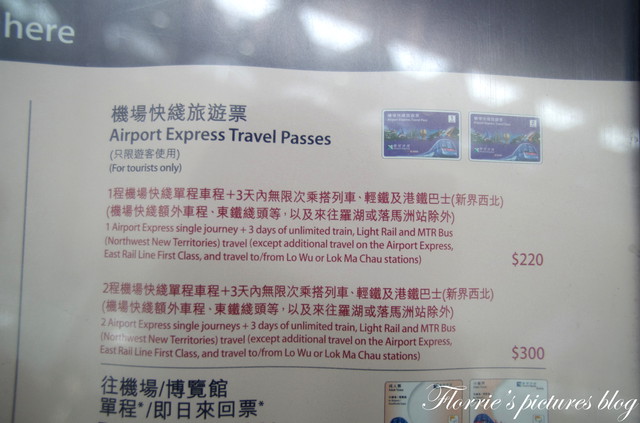 here
機場快綫旅遊票
Airport Express Travel Passes
(只限遊客使用)
(For tourists only)
1程機場快綫單程車程+3天內無限次乘搭列車、輕鐵及港鐵巴士(新界西北)
(機場快綫額外車程、東鐵綫頭等，以及來往羅湖或落馬洲站除外)
1 Airport Express single journey + 3 days of unlimited train, Light Rail and MTR Bus
(Northwest New Territories) travel (except additional travel on the Airport Express,
East Rail Line First Class, and travel to/from Lo Wu or Lok Ma Chau stations)
$220
2程機場快綫單程車程+3天內無限次乘搭列車、輕鐵及港鐵巴士(新界西北)
(機場快綫額外車程、東鐵綫頭等，以及來往羅湖或落馬洲站除外)
2 Airport Express single journeys + 3 days of unlimited train, Light Rail and MTR Bus
(Northwest New Territories) travel (except additional travel on the Airport Express,
East Rail Line First Class, and travel to/from Lo Wu or Lok Ma Chau stations)
$300
往機場/博覽館
單程*/即日來回票*
Florrie's pictures blog